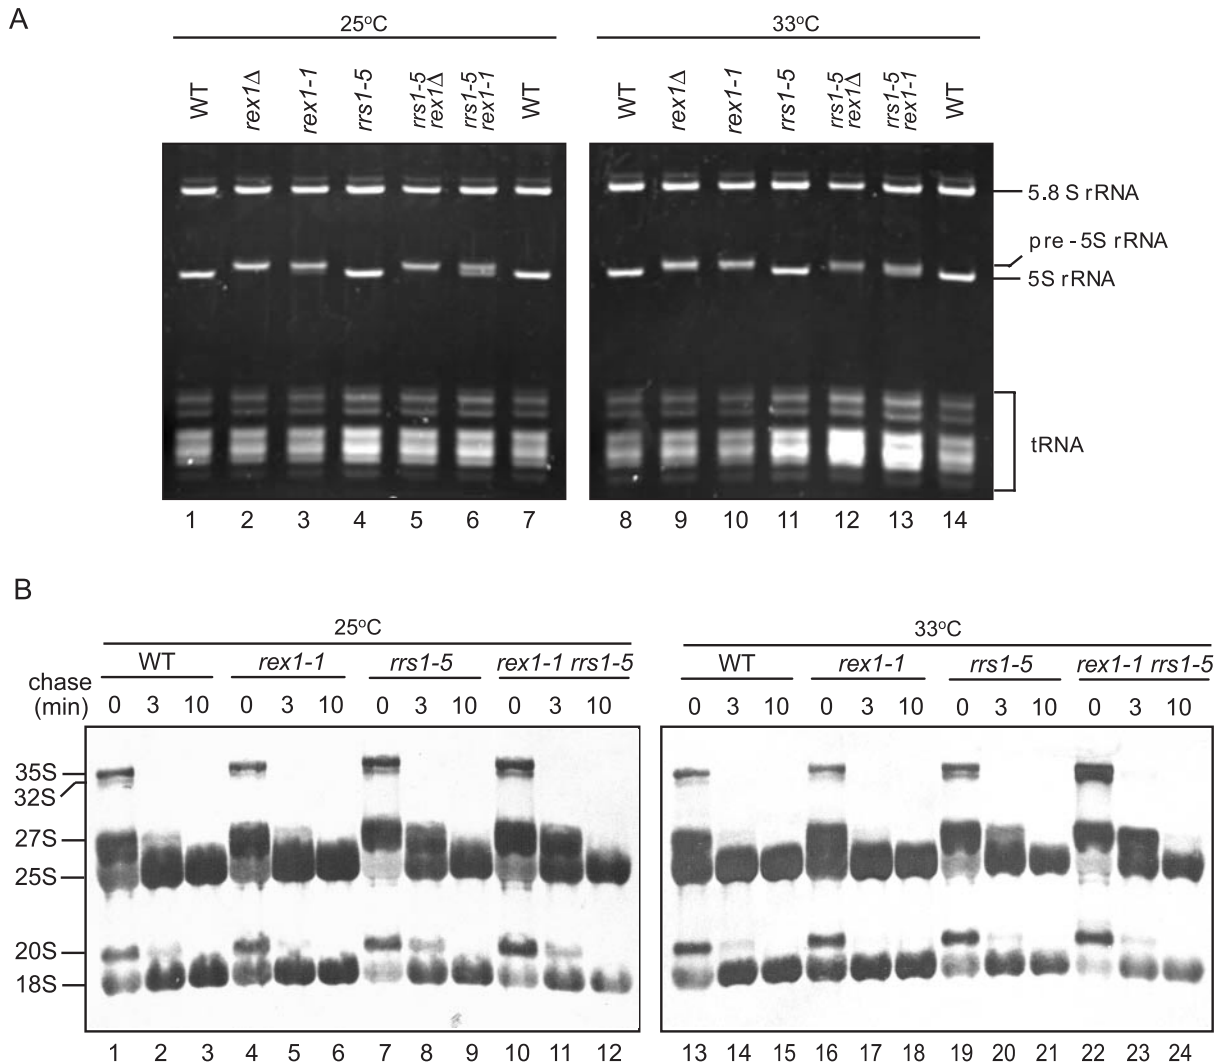 A
25°C
33°C
WT
rex1Δ
rex1-1
rrs1-5
rrs1-5
rex1Δ
rrs1-5
rex1-1
WT
WT
rex1Δ
rex1-1
rrs1-5
rrs1-5
rex1Δ
rrs1-5
rex1-1
WT
5.8 S rRNA
pre-5S rRNA
5S rRNA
tRNA
1 2 3 4 5 6 7 8 9 10 11 12 13 14
B
25°C
33°C
WT rex1-1 rrs1-5 rex1-1 rrs1-5 WT rex1-1 rrs1-5 rex1-1 rrs1-5
chase
(min) 0 3 10 0 3 10 0 3 10 0 3 10 0 3 10 0 3 10 0 3 10 0 3 10
35S
32S
27S
25S
20S
18S
1 2 3 4 5 6 7 8 9 10 11 12 13 14 15 16 17 18 19 20 21 22 23 24